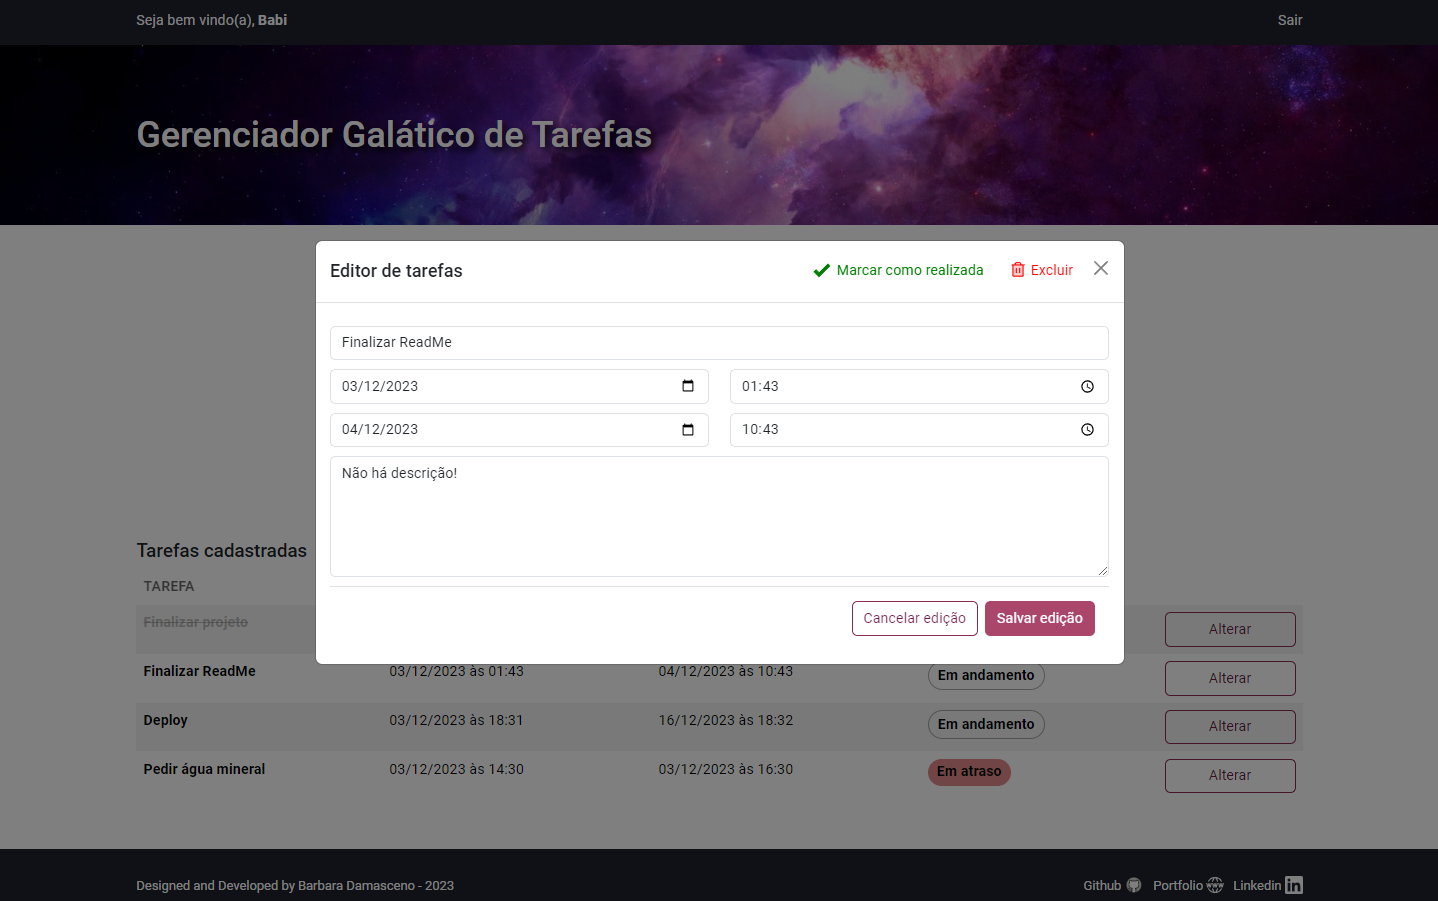 Seja bem vindo(a), Babi
Sair
Gerenciador Galático de Tarefas
Editor de tarefas
Marcar como realizada
Excluir
Finalizar ReadMe
03/12/2023
01:43
04/12/2023
10:43
Não há descrição!
Cancelar edição
Salvar edição
Tarefas cadastradas
TAREFA
Finalizar projeto
Alterar
Finalizar ReadMe
03/12/2023 às 01:43
04/12/2023 às 10:43
Em andamento
Alterar
Deploy
03/12/2023 às 18:31
16/12/2023 às 18:32
Em andamento
Alterar
Pedir água mineral
03/12/2023 às 14:30
03/12/2023 às 16:30
Em atraso
Alterar
Designed and Developed by Barbara Damasceno - 2023
Github
Portfolio
Linkedin